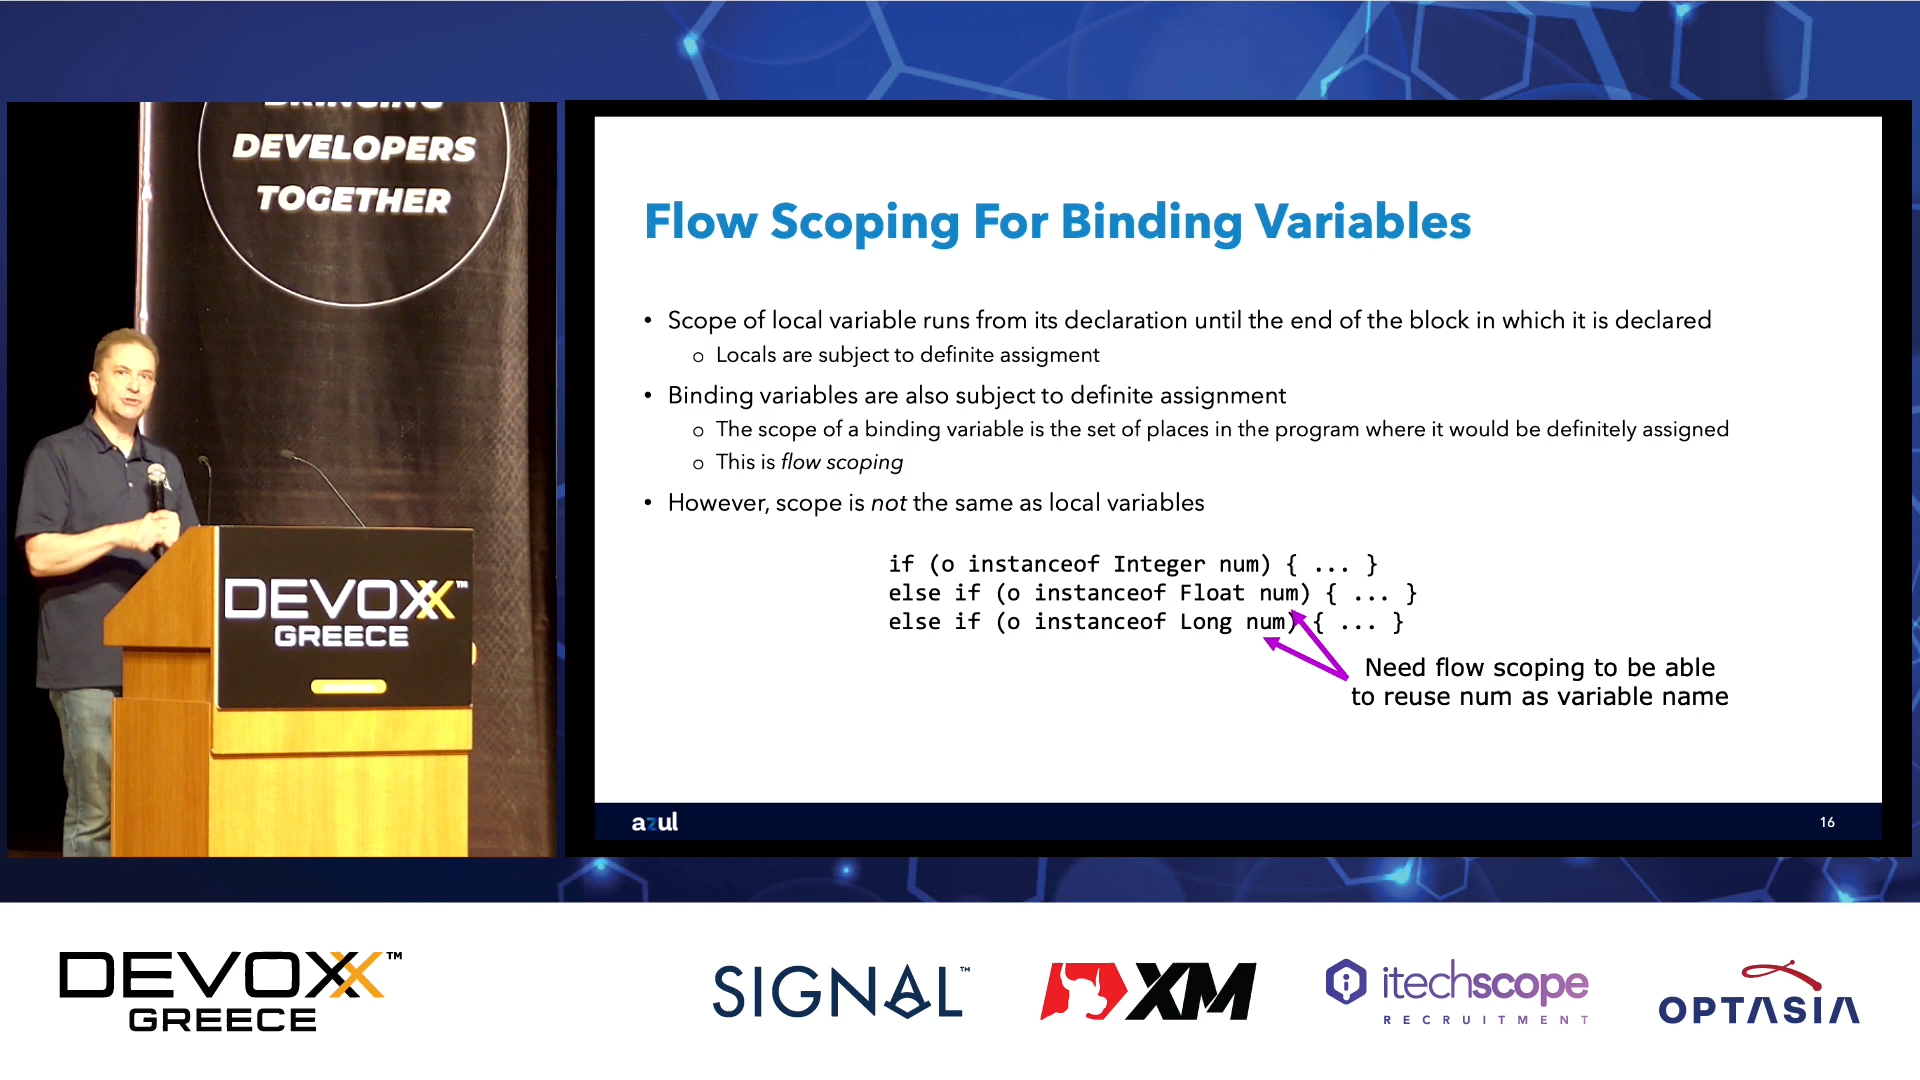 BRINGING
DEVELOPERS
TOGETHER
DEVOXX™
GREECE
Flow Scoping For Binding Variables
• Scope of local variable runs from its declaration until the end of the block in which it is declared
o Locals are subject to definite assigment
• Binding variables are also subject to definite assignment
o The scope of a binding variable is the set of places in the program where it would be definitely assigned
o This is flow scoping
• However, scope is not the same as local variables
if (o instanceof Integer num) { ... }
else if (o instanceof Float num) { ... }
else if (o instanceof Long num) { ... }
Need flow scoping to be able
to reuse num as variable name
azul
16
DEVOXX™
GREECE
SIGNAL™
XM
itechscope
RECRUITMENT
OPTASIA